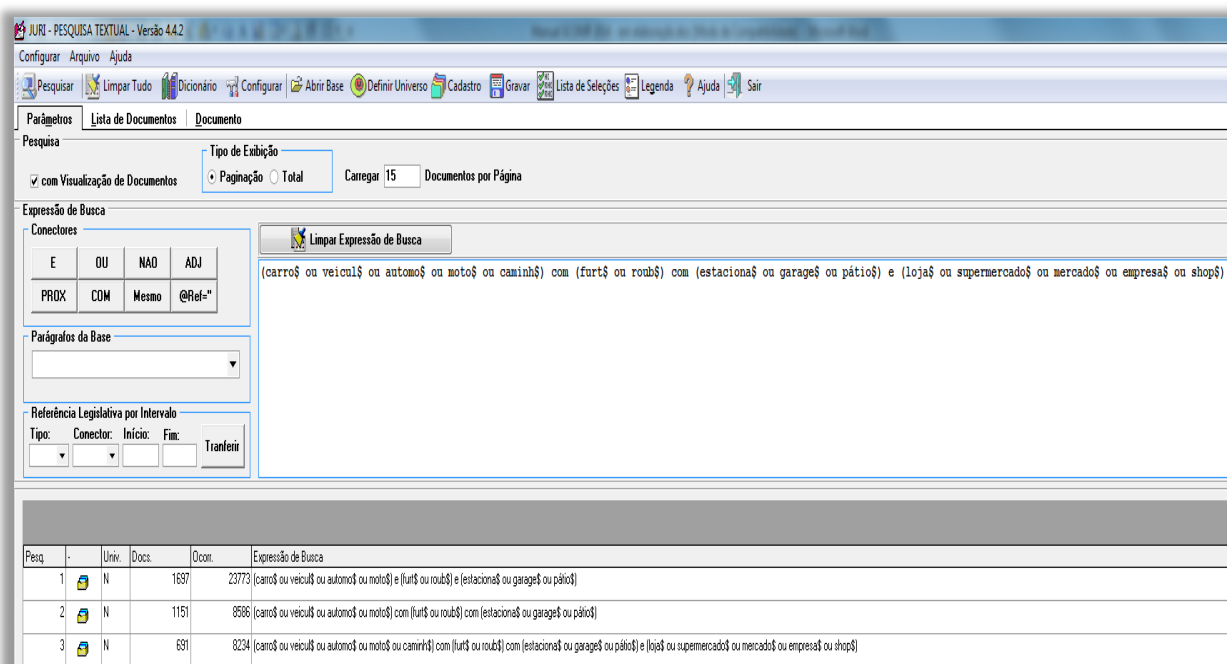 JURI - PESQUISA TEXTUAL - Versão 4.4.2
Configurar Arquivo Ajuda
Pesquisar Limpar Tudo Dicionário Configurar Abrir Base Definir Universo Cadastro Gravar Lista de Seleções Legenda Ajuda Sair
Parâmetros Lista de Documentos Documento
Pesquisa
Tipo de Exibição
com Visualização de Documentos Paginação Total Carregar 15 Documentos por Página
Expressão de Busca
Conectores
Limpar Expressão de Busca
E OU NAO ADJ
(carro$ ou veicul$ ou automo$ ou moto$ ou caminh$) com (furt$ ou roub$) com (estaciona$ ou garage$ ou pátio$) e (loja$ ou supermercado$ ou mercado$ ou empresa$ ou shop$)
PROX COM Mesmo @Ref="
Parágrafos da Base
Referência Legislativa por Intervalo
Tipo: Conector: Início: Fim:
Tranferir
Pesq. - Univ. Docs. Ocorr. Expressão de Busca
1 N 1697 23773 (carro$ ou veicul$ ou automo$ ou moto$) e (furt$ ou roub$) e (estaciona$ ou garage$ ou pátio$)
2 N 1151 8586 (carro$ ou veicul$ ou automo$ ou moto$) com (furt$ ou roub$) com (estaciona$ ou garage$ ou pátio$)
3 N 691 8234 (carro$ ou veicul$ ou automo$ ou moto$ ou caminh$) com (furt$ ou roub$) com (estaciona$ ou garage$ ou pátio$) e (loja$ ou supermercado$ ou mercado$ ou empresa$ ou shop$)